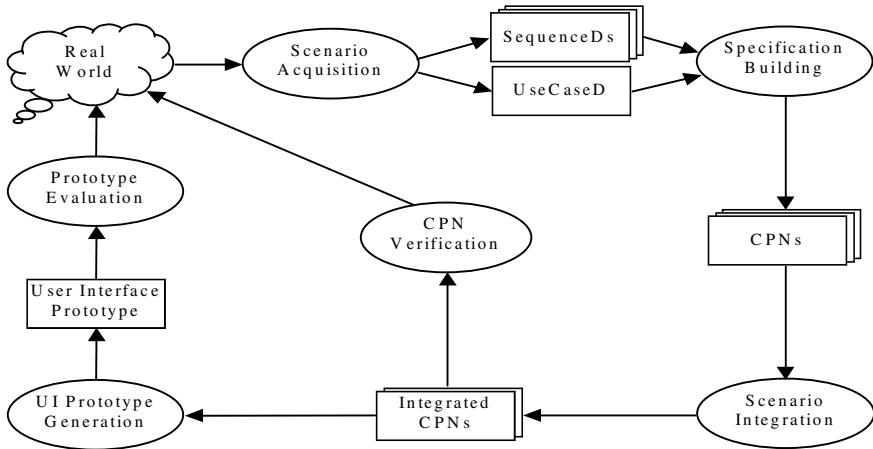 Real
World
Scenario
Acquisition
SequenceDs
UseCaseD
Specification
Building
Prototype
Evaluation
CPN
Verification
CPNs
User Interface
Prototype
UI Prototype
Generation
Integrated
CPNs
Scenario
Integration